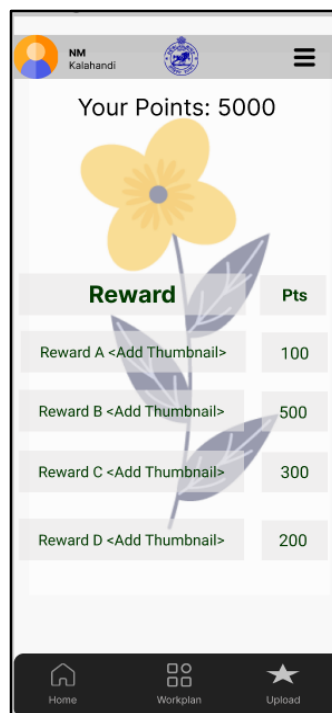 NM
Kalahandi
Your Points: 5000
Reward Pts
Reward A <Add Thumbnail> 100
Reward B <Add Thumbnail> 500
Reward C <Add Thumbnail> 300
Reward D <Add Thumbnail> 200
Home Workplan Upload